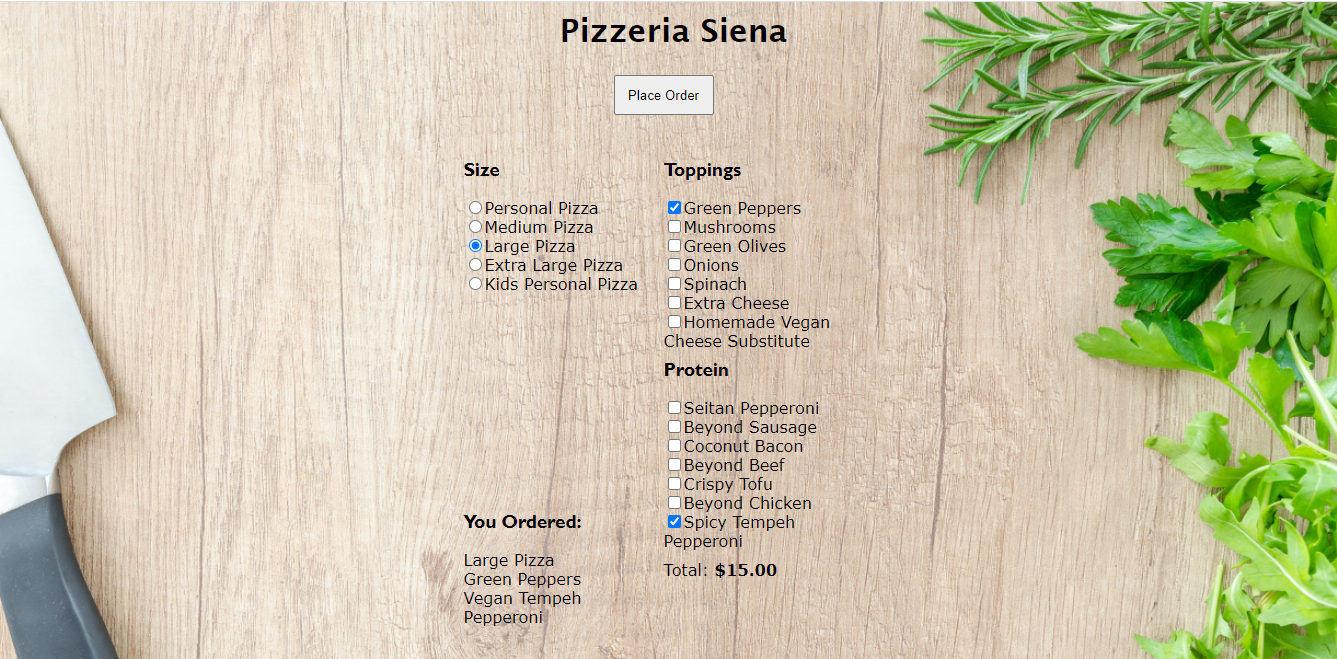 Pizzeria Siena
Place Order
Size
Personal Pizza
Medium Pizza
Large Pizza
Extra Large Pizza
Kids Personal Pizza
Toppings
Green Peppers
Mushrooms
Green Olives
Onions
Spinach
Extra Cheese
Homemade Vegan
Cheese Substitute
Protein
Seitan Pepperoni
Beyond Sausage
Coconut Bacon
Beyond Beef
Crispy Tofu
Beyond Chicken
Spicy Tempeh
Pepperoni
You Ordered:
Large Pizza
Green Peppers
Vegan Tempeh
Pepperoni
Total: $15.00